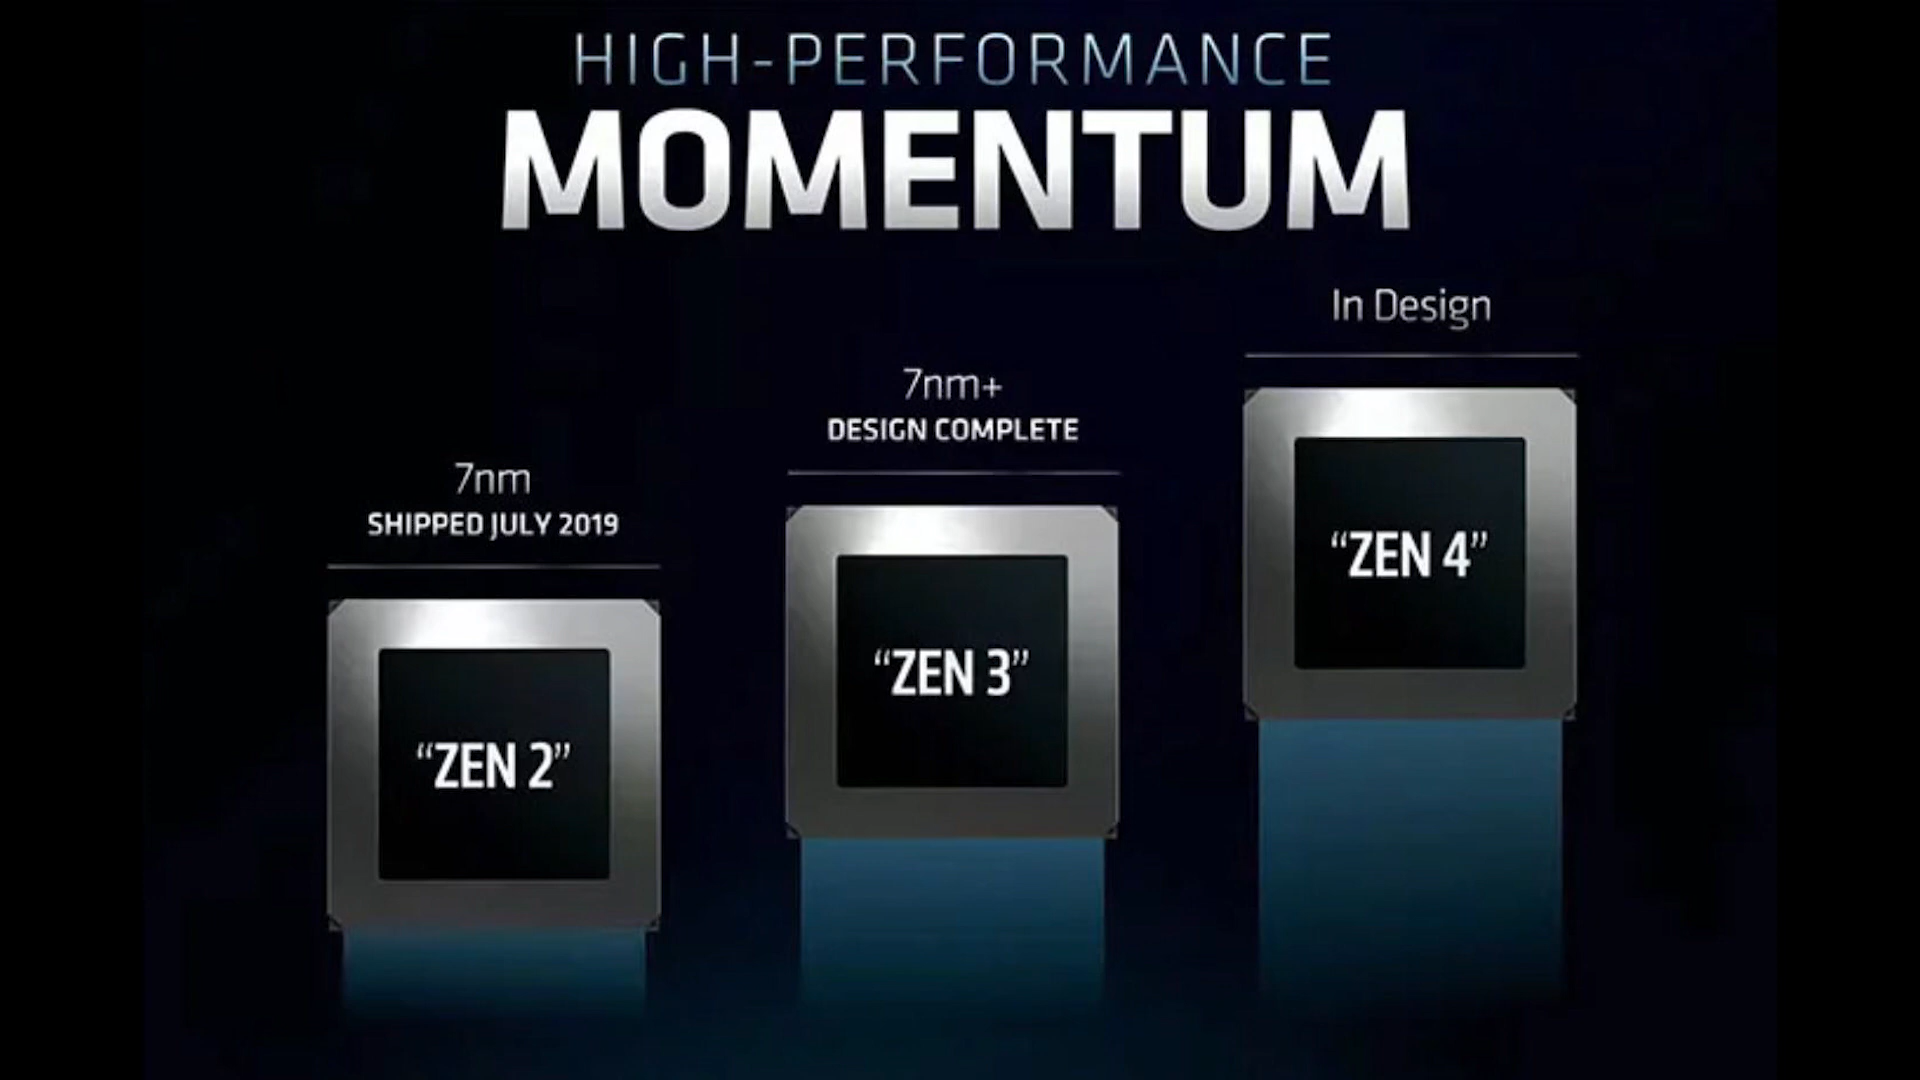 HIGH-PERFORMANCE
MOMENTUM
7nm
SHIPPED JULY 2019
“ZEN 2”
7nm+
DESIGN COMPLETE
“ZEN 3”
In Design
“ZEN 4”